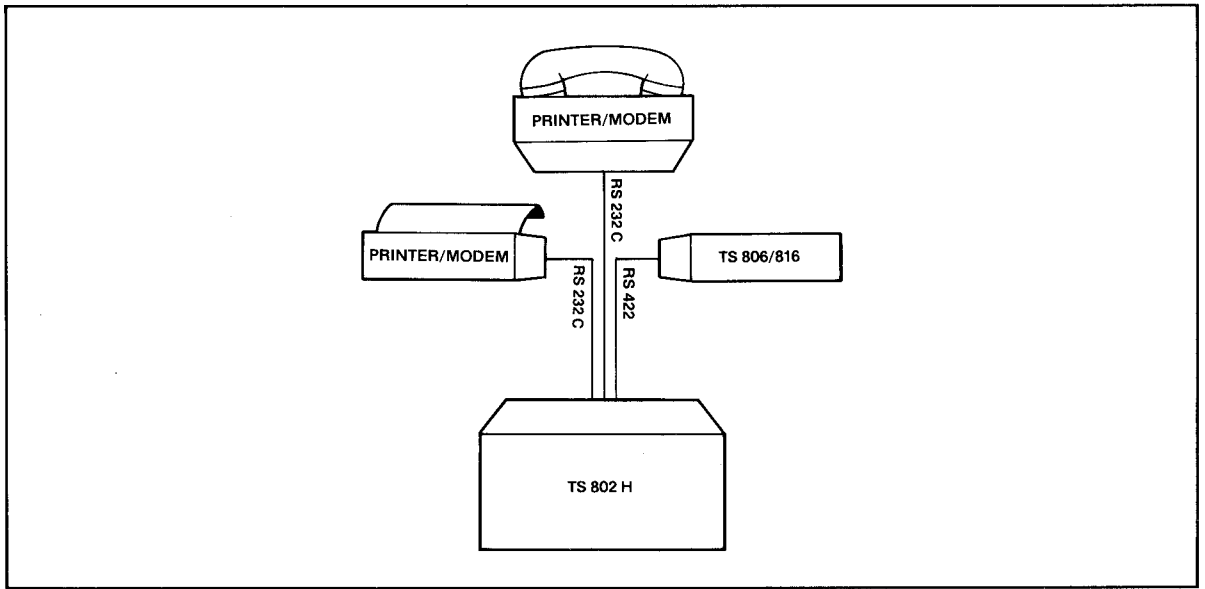 PRINTER/MODEM
RS 232 C
PRINTER/MODEM
RS 232 C
RS 422
TS 806/816
TS 802 H